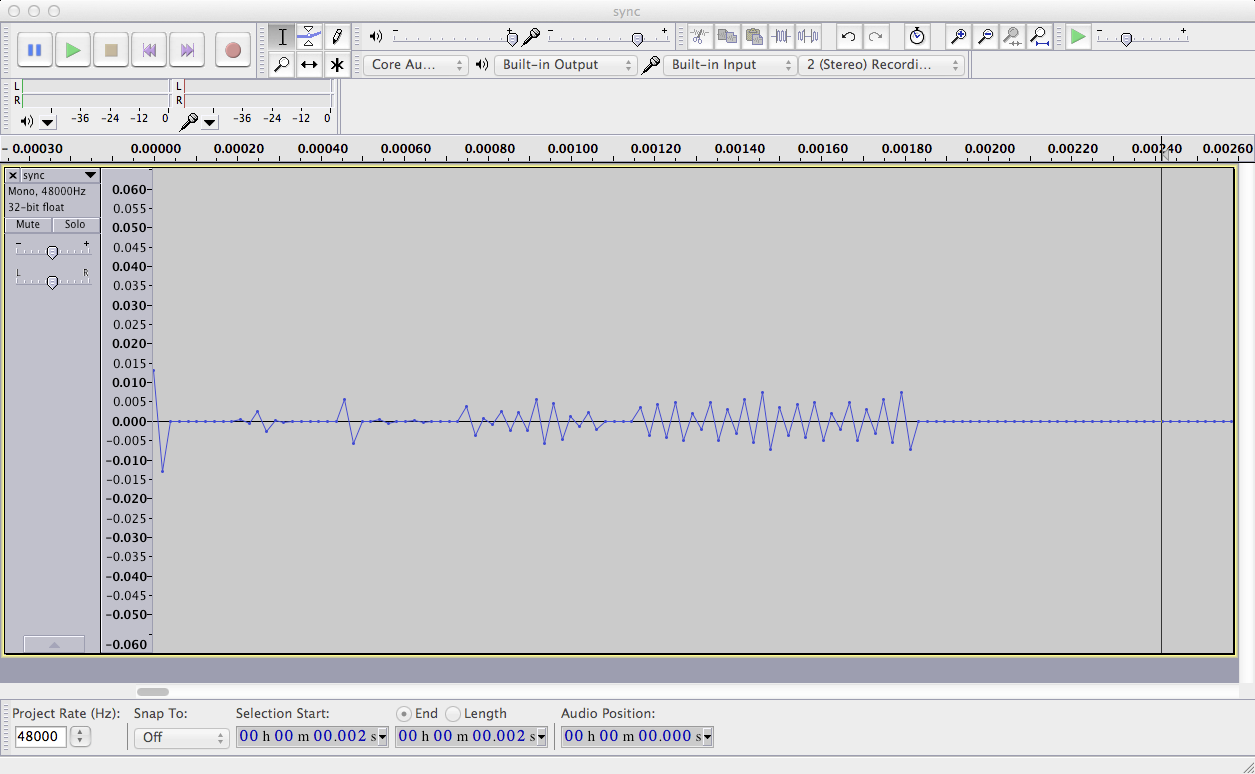 sync
Core Au... Built-in Output Built-in Input 2 (Stereo) Recordi...
L R
R
-36 -24 -12 0 -36 -24 -12 0
- 0.00030 0.00000 0.00020 0.00040 0.00060 0.00080 0.00100 0.00120 0.00140 0.00160 0.00180 0.00200 0.00220 0.00240 0.00260
sync
Mono, 48000Hz
32-bit float
Mute Solo
- +
L R
0.060
0.055
0.050
0.045
0.040
0.035
0.030
0.025
0.020
0.015
0.010
0.005
0.000
-0.005
-0.010
-0.015
-0.020
-0.025
-0.030
-0.035
-0.040
-0.045
-0.050
-0.060
Project Rate (Hz): Snap To: Selection Start: End Length Audio Position:
48000 Off 00 h 00 m 00.002 s 00 h 00 m 00.002 s 00 h 00 m 00.000 s